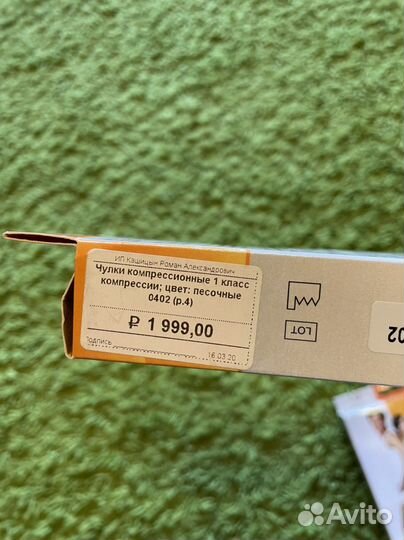 ИП Кашицын Роман Александрович
Чулки компрессионные 1 класс
компрессии; цвет: песочные
0402 (р.4)
₽ 1 999,00
Подпись
16.03.20
LOT
02
Avito